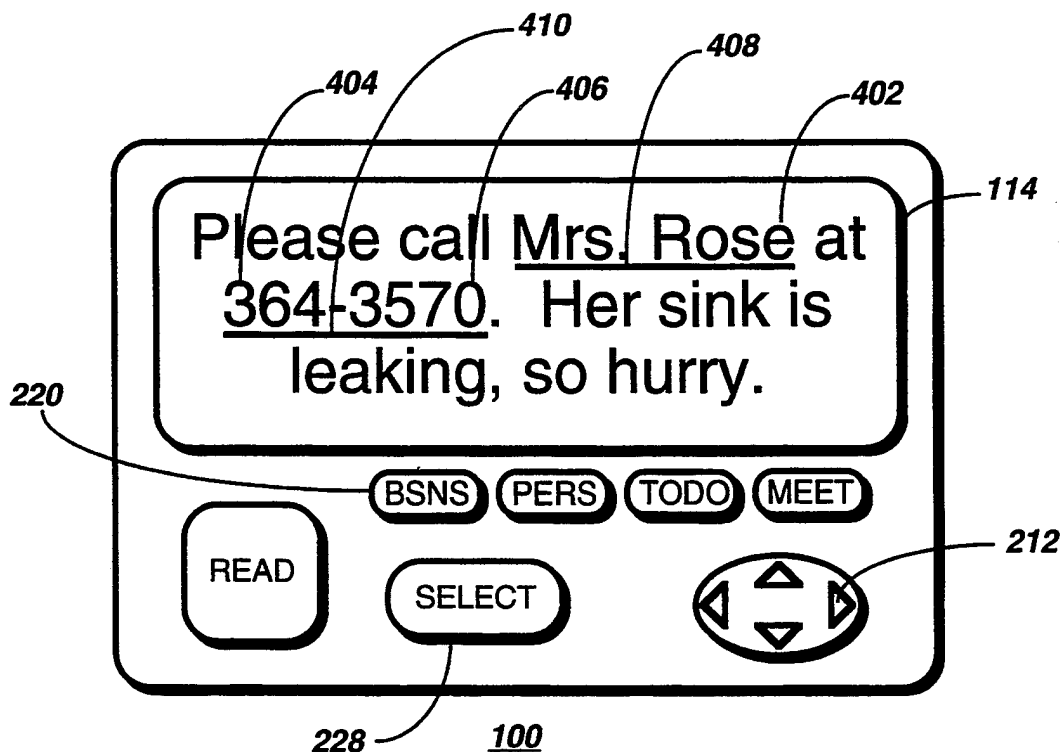 410
408
404
406
402
114
Please call Mrs. Rose at
364-3570. Her sink is
leaking, so hurry.
220
BSNS PERS TODO MEET
212
READ
SELECT
228
100